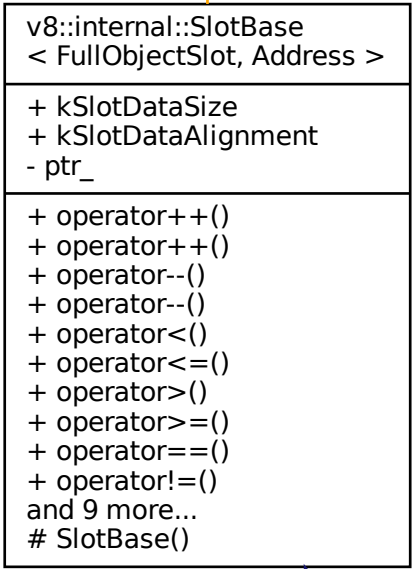 v8::internal::SlotBase
< FullObjectSlot, Address >
+ kSlotDataSize
+ kSlotDataAlignment
- ptr_
+ operator++()
+ operator++()
+ operator--()
+ operator--()
+ operator<()
+ operator<=()
+ operator>()
+ operator>=()
+ operator==()
+ operator!=()
and 9 more...
# SlotBase()